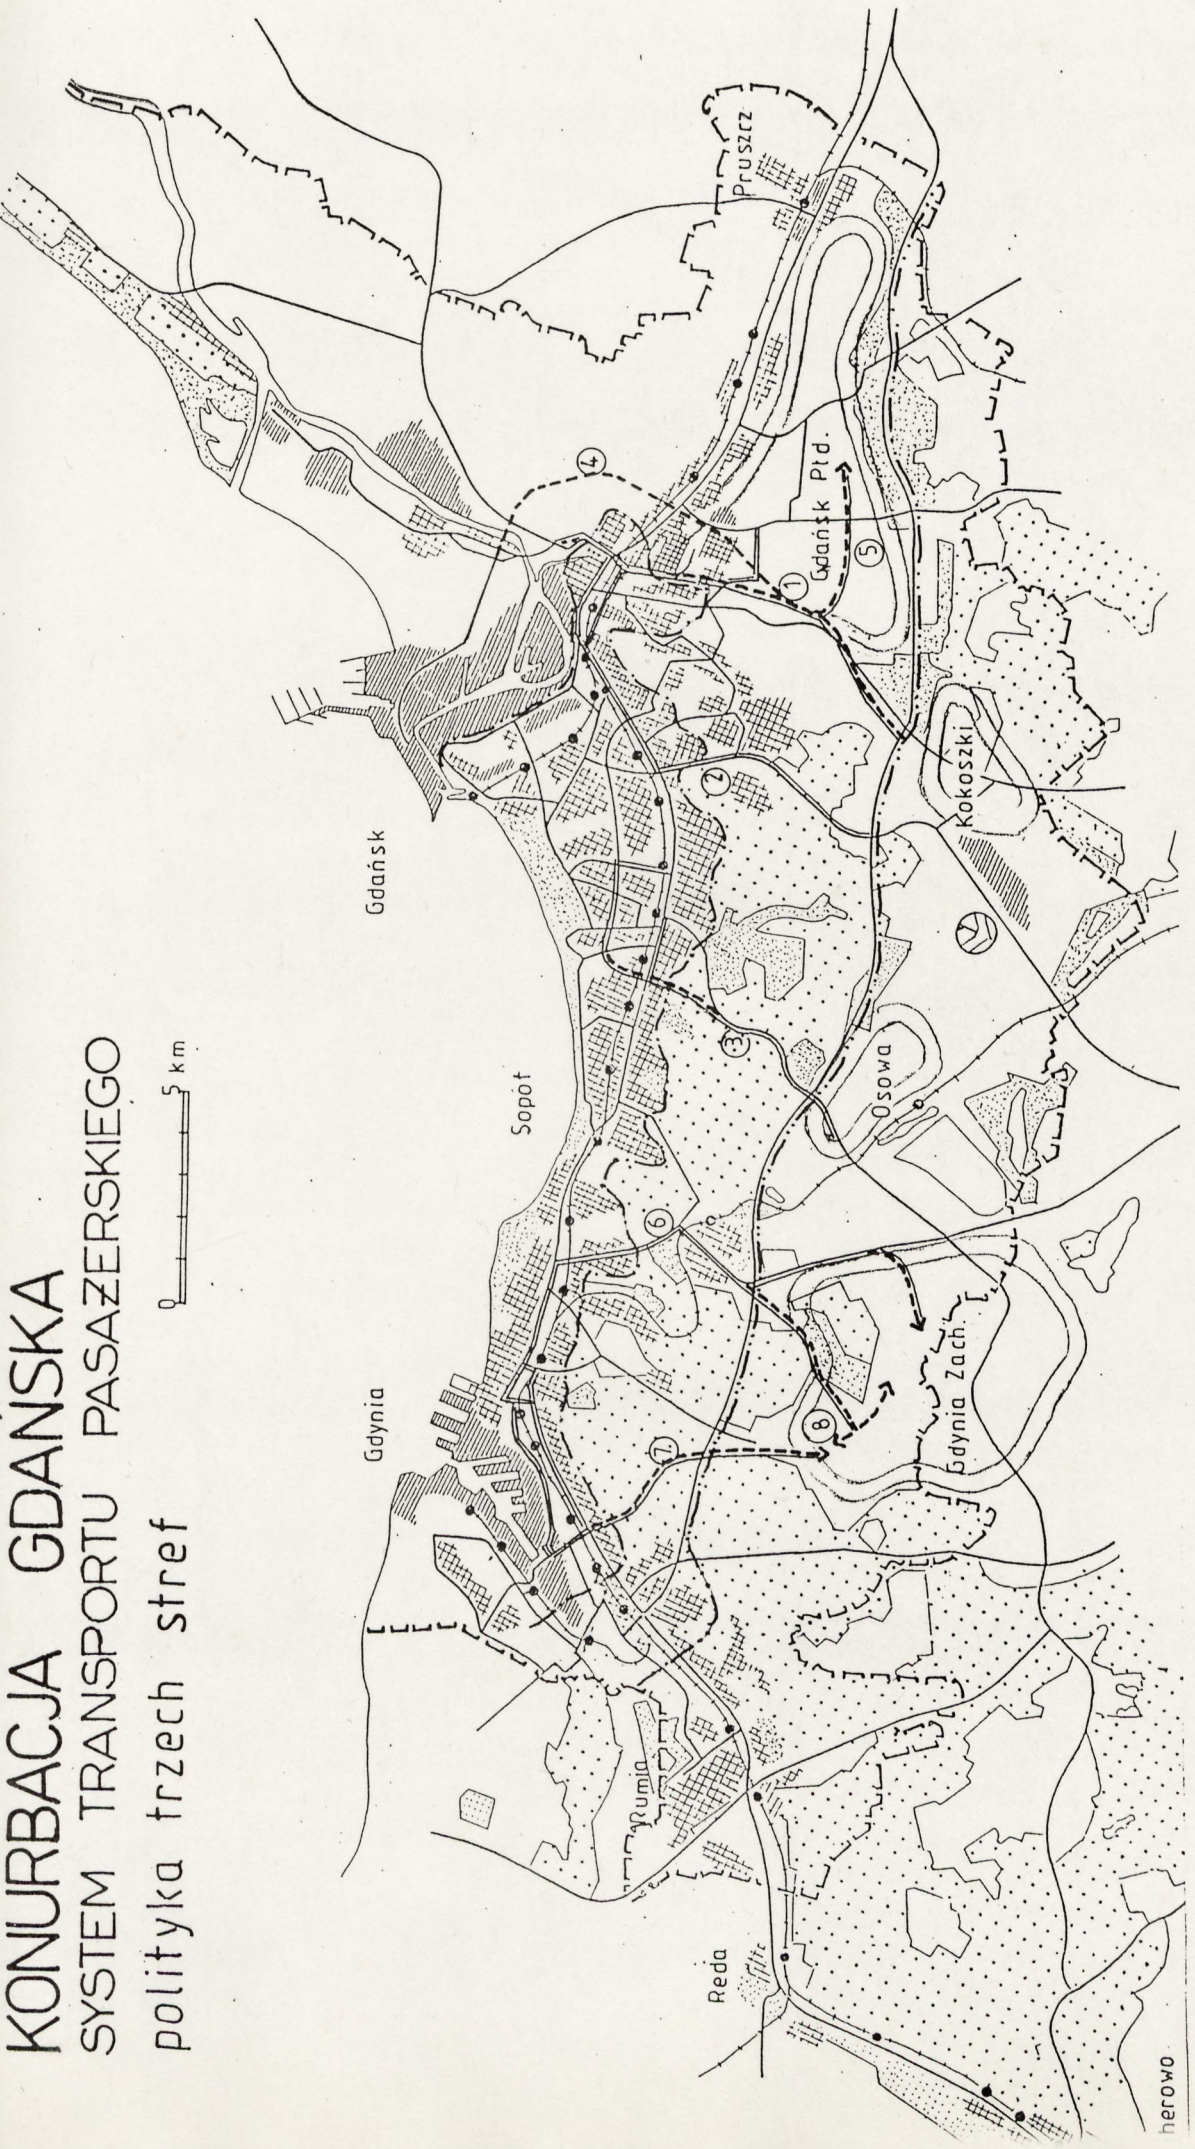 KONURBACJA GDAŃSKA
SYSTEM TRANSPORTU PASAŻERSKIEGO
polityka trzech stref
0 5 km
Gdynia
Sopot
Gdańsk
Reda
Rumia
Pruszcz
Gdańsk Płd.
Kokoszki
Osowa
Gdynia Zach.
herowo
1
2
3
4
5
6
7
8